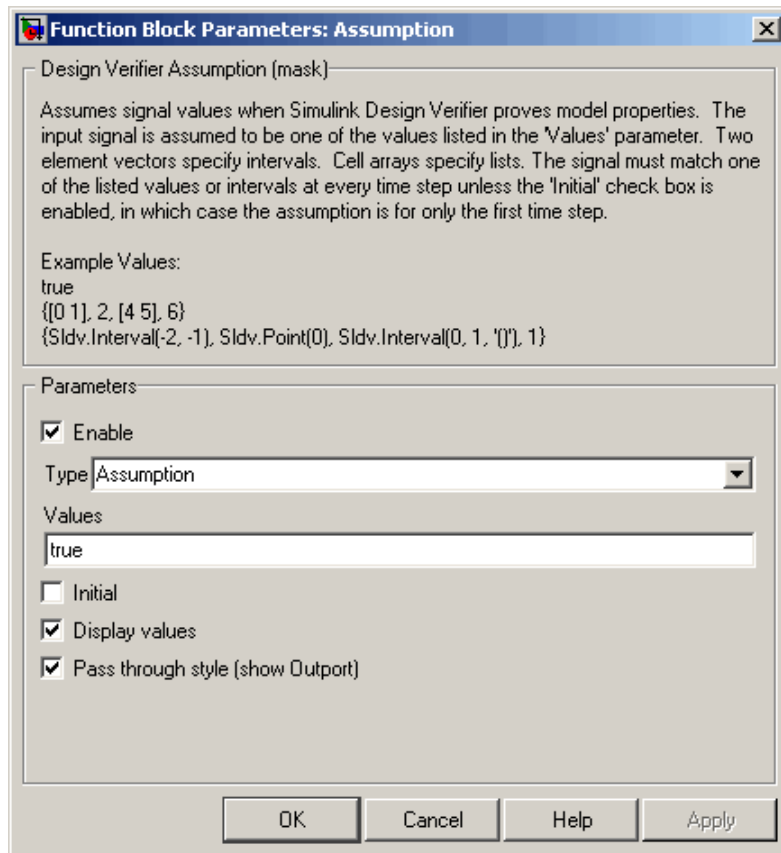 Function Block Parameters: Assumption
Design Verifier Assumption (mask)
Assumes signal values when Simulink Design Verifier proves model properties.  The
input signal is assumed to be one of the values listed in the 'Values' parameter.  Two
element vectors specify intervals.  Cell arrays specify lists. The signal must match one
of the listed values or intervals at every time step unless the 'Initial' check box is
enabled, in which case the assumption is for only the first time step.
Example Values:
true
{[0 1], 2, [4 5], 6}
{Sldv.Interval(-2, -1), Sldv.Point(0), Sldv.Interval(0, 1, '()'), 1}
Parameters
Enable
Type Assumption
Values
true
Initial
Display values
Pass through style (show Outport)
OK Cancel Help Apply